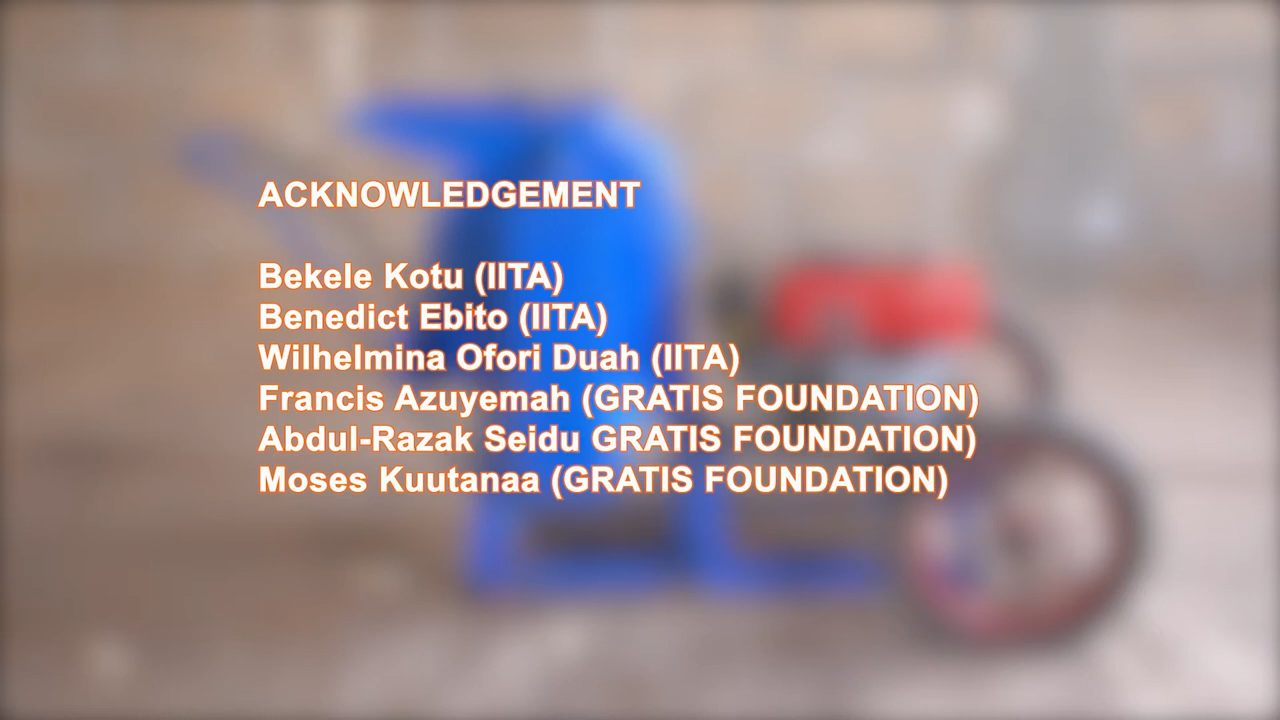 ACKNOWLEDGEMENT
Bekele Kotu (IITA)
Benedict Ebito (IITA)
Wilhelmina Ofori Duah (IITA)
Francis Azuyemah (GRATIS FOUNDATION)
Abdul-Razak Seidu GRATIS FOUNDATION)
Moses Kuutanaa (GRATIS FOUNDATION)